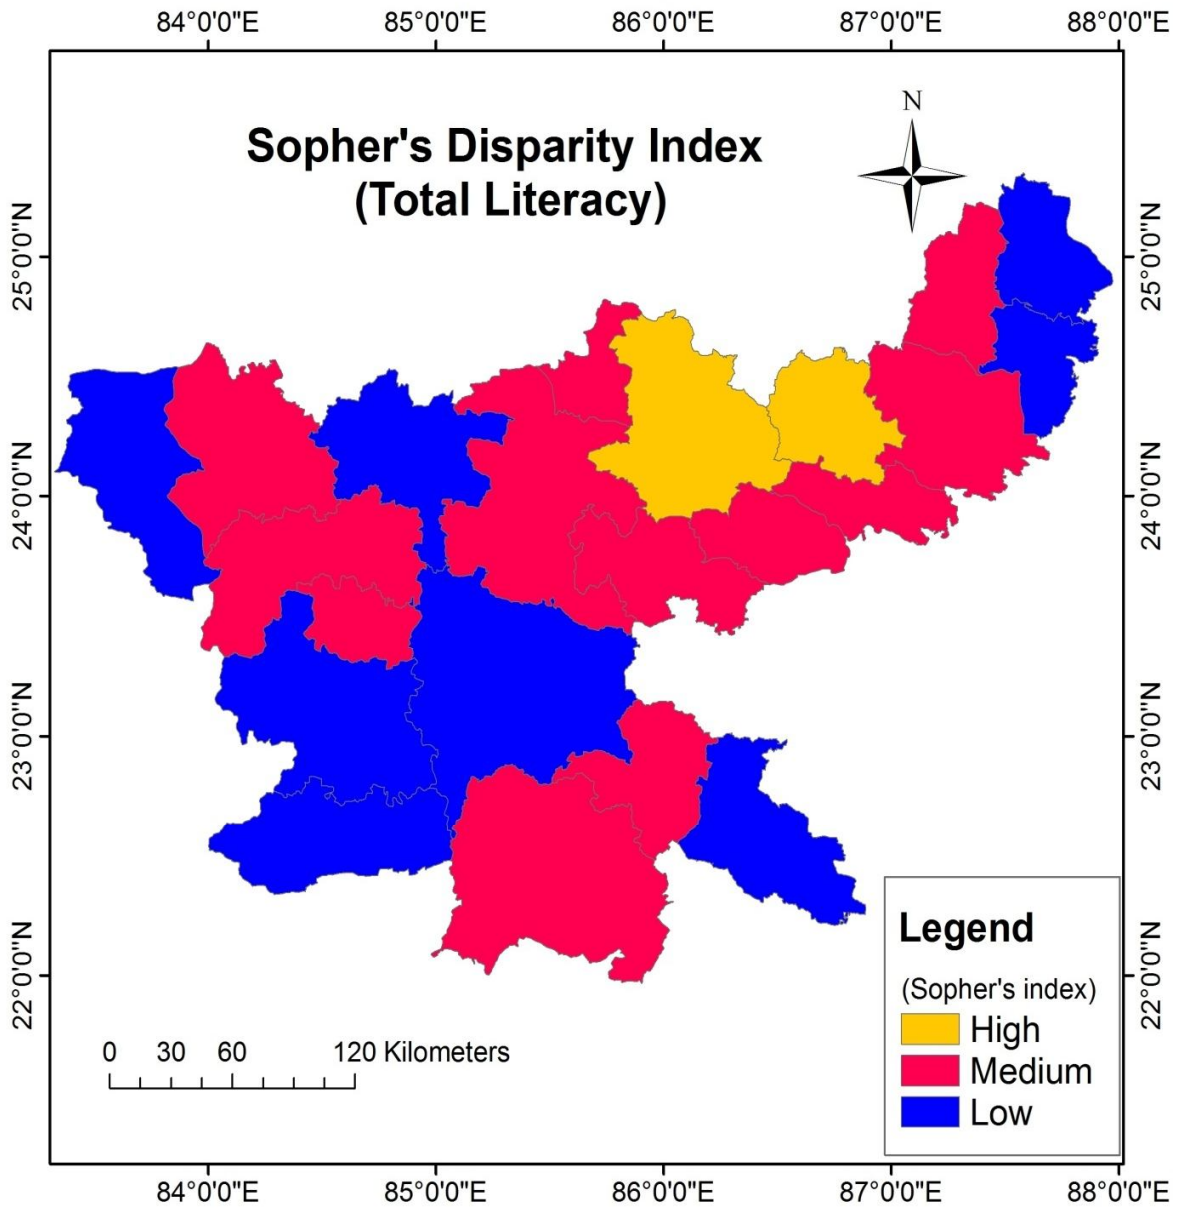 84°0'0"E 85°0'0"E 86°0'0"E 87°0'0"E 88°0'0"E
N
Sopher's Disparity Index
(Total Literacy)
25°0'0"N 25°0'0"N
24°0'0"N 24°0'0"N
23°0'0"N 23°0'0"N
22°0'0"N 22°0'0"N
Legend
(Sopher's index)
High
Medium
Low
0 30 60 120 Kilometers
84°0'0"E 85°0'0"E 86°0'0"E 87°0'0"E 88°0'0"E